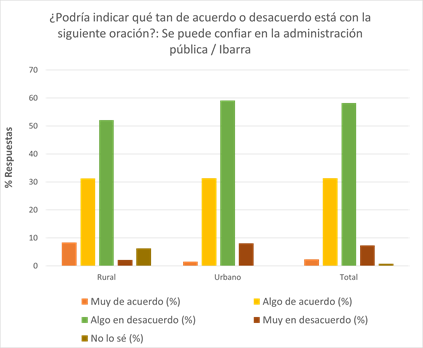 ¿Podría indicar qué tan de acuerdo o desacuerdo está con la
siguiente oración?: Se puede confiar en la administración
pública / Ibarra
% Respuestas
70
60
50
40
30
20
10
0
Rural
Urbano
Total
Muy de acuerdo (%)
Algo de acuerdo (%)
Algo en desacuerdo (%)
Muy en desacuerdo (%)
No lo sé (%)